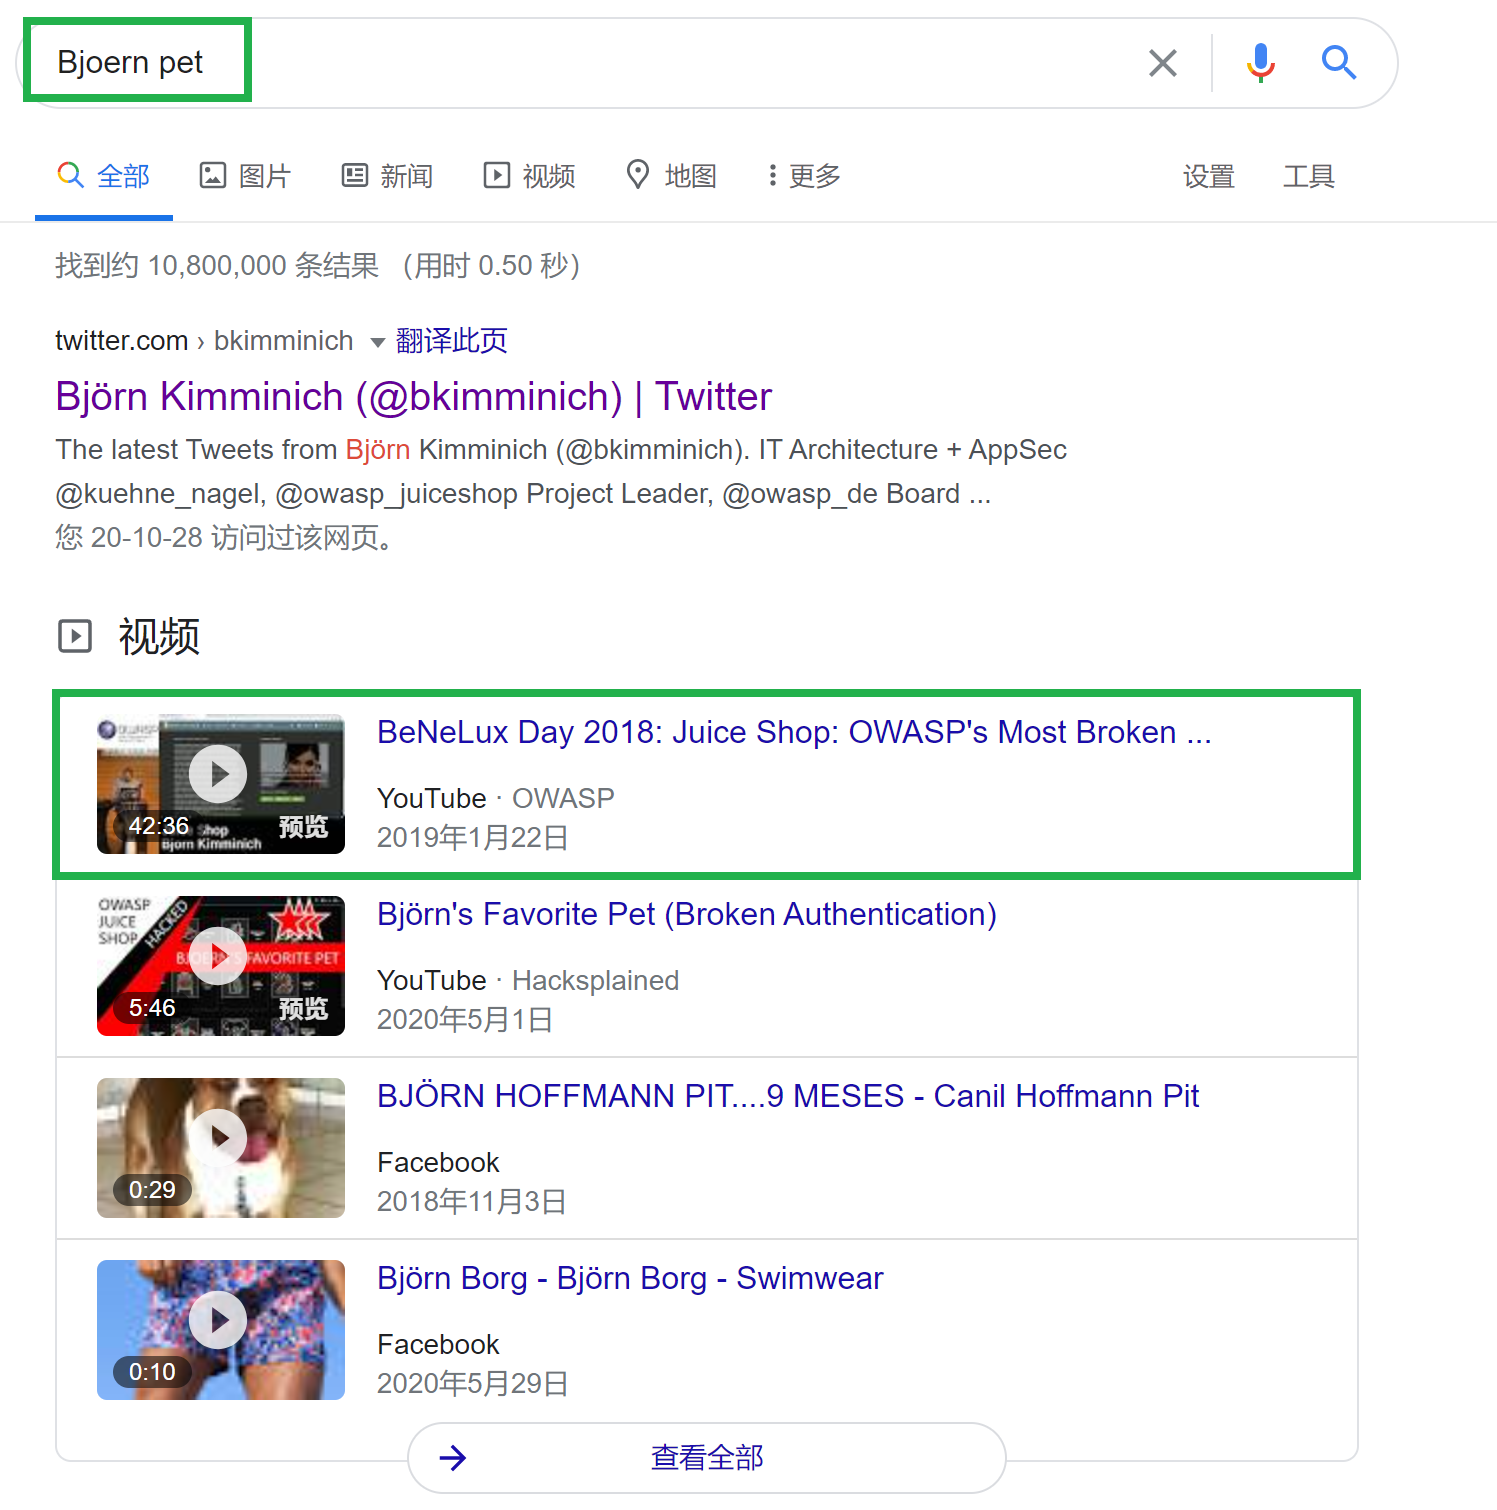 Bjoern pet
全部 图片 新闻 视频 地图 更多 设置 工具
找到约 10,800,000 条结果 （用时 0.50 秒）
twitter.com › bkimminich 翻译此页
Björn Kimminich (@bkimminich) | Twitter
The latest Tweets from Björn Kimminich (@bkimminich). IT Architecture + AppSec
@kuehne_nagel, @owasp_juiceshop Project Leader, @owasp_de Board ...
您 20-10-28 访问过该网页。
视频
BeNeLux Day 2018: Juice Shop: OWASP's Most Broken ...
YouTube · OWASP
2019年1月22日
42:36 Shop 预览
Bjorn Kimminich
OWASP
JUICE
SHOP
HACKED
BJOERN'S FAVORITE PET
5:46 预览
Björn's Favorite Pet (Broken Authentication)
YouTube · Hacksplained
2020年5月1日
BJÖRN HOFFMANN PIT....9 MESES - Canil Hoffmann Pit
Facebook
2018年11月3日
0:29
Björn Borg - Björn Borg - Swimwear
Facebook
2020年5月29日
0:10
查看全部